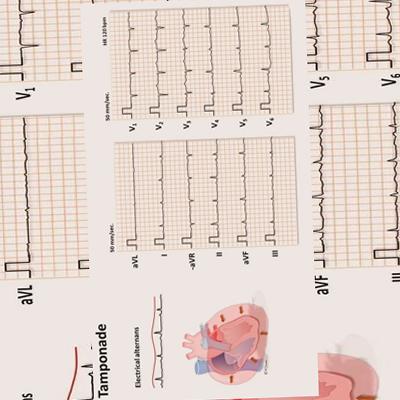 Tamponade
Electrical alternans
50 mm/sec.
aVL
I
-aVR
II
aVF
III
50 mm/sec.
HR 120 bpm
V1
V2
V3
V4
V5
V6
V1
aVL
V5
V6
aVF
III